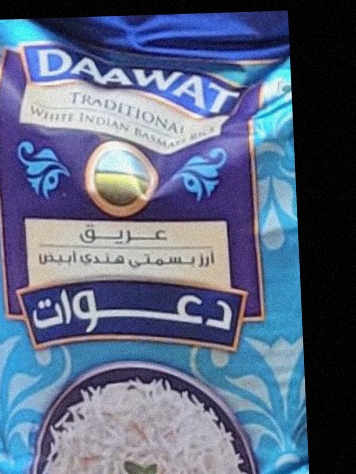 DAAWAT
TRADITIONAL
WHITE INDIAN BASMATI RICE
عريق
أرز بسمتي هندي أبيض
دعوات